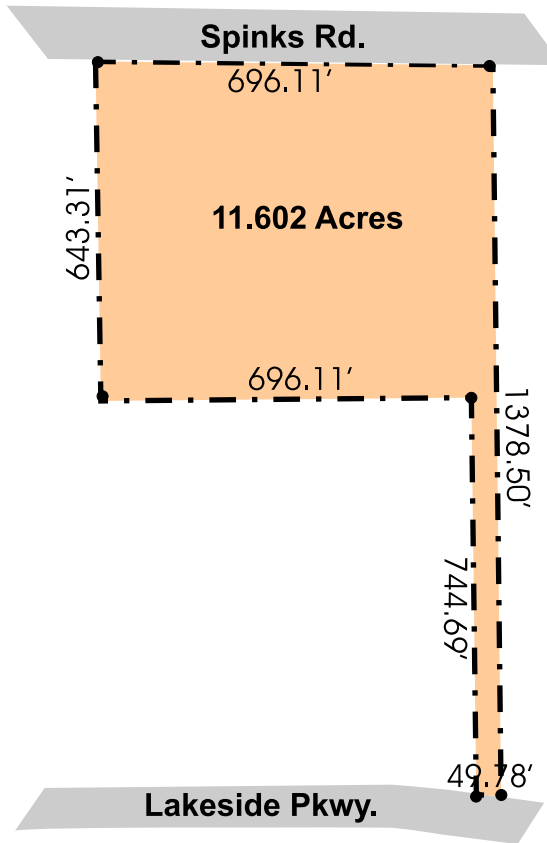 Spinks Rd.
696.11’
643.31’
11.602 Acres
696.11’
1378.50’
744.69’
49.78’
Lakeside Pkwy.